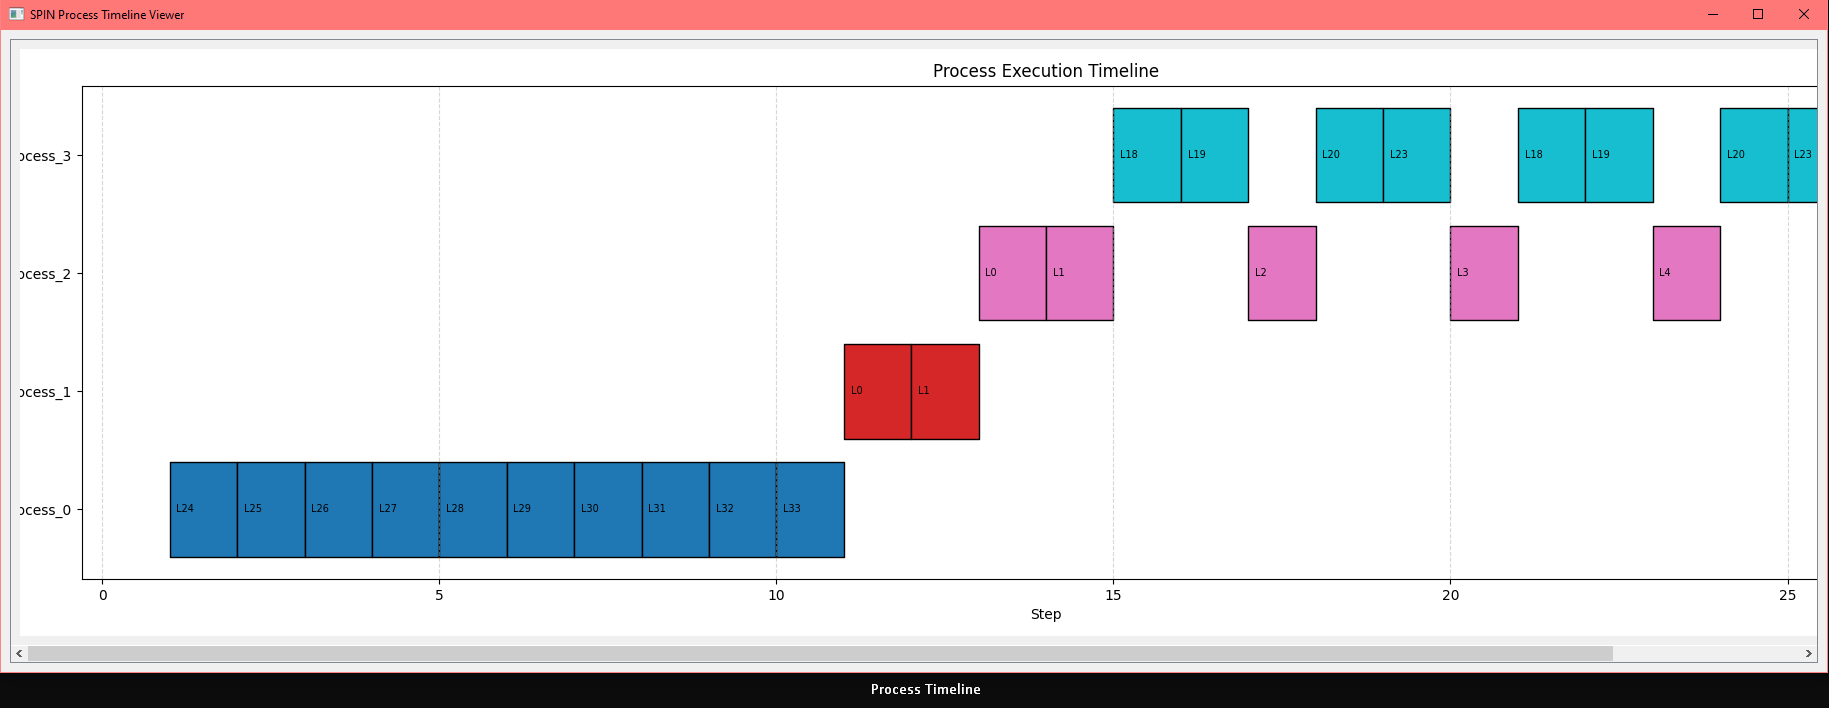 SPIN Process Timeline Viewer
Process Execution Timeline
ocess_3
L18 L19 L20 L23 L18 L19 L20 L23
ocess_2
L0 L1 L2 L3 L4
ocess_1
L0 L1
ocess_0
L24 L25 L26 L27 L28 L29 L30 L31 L32 L33
0 5 10 15 20 25
Step
Process Timeline